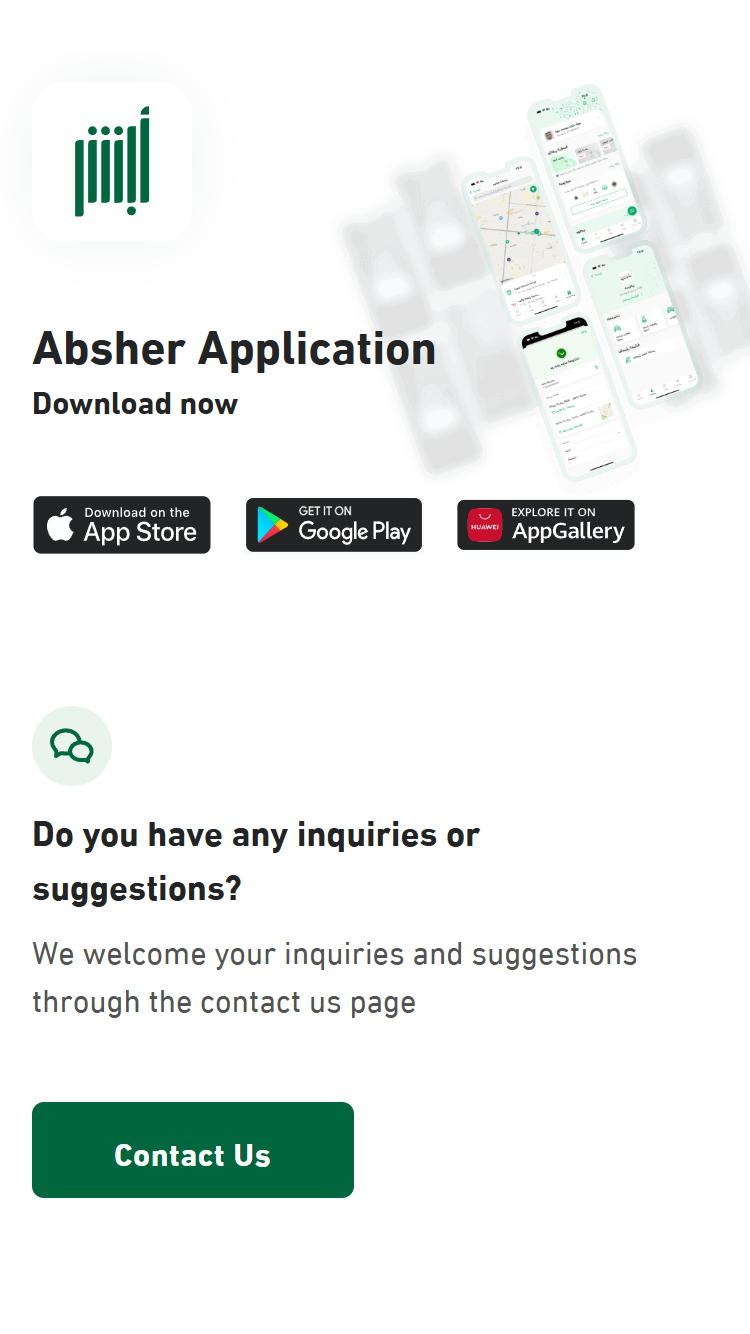 أبشر
Absher Application
Download now
Download on the
App Store
GET IT ON
Google Play
HUAWEI
EXPLORE IT ON
AppGallery
Do you have any inquiries or
suggestions?
We welcome your inquiries and suggestions
through the contact us page
Contact Us